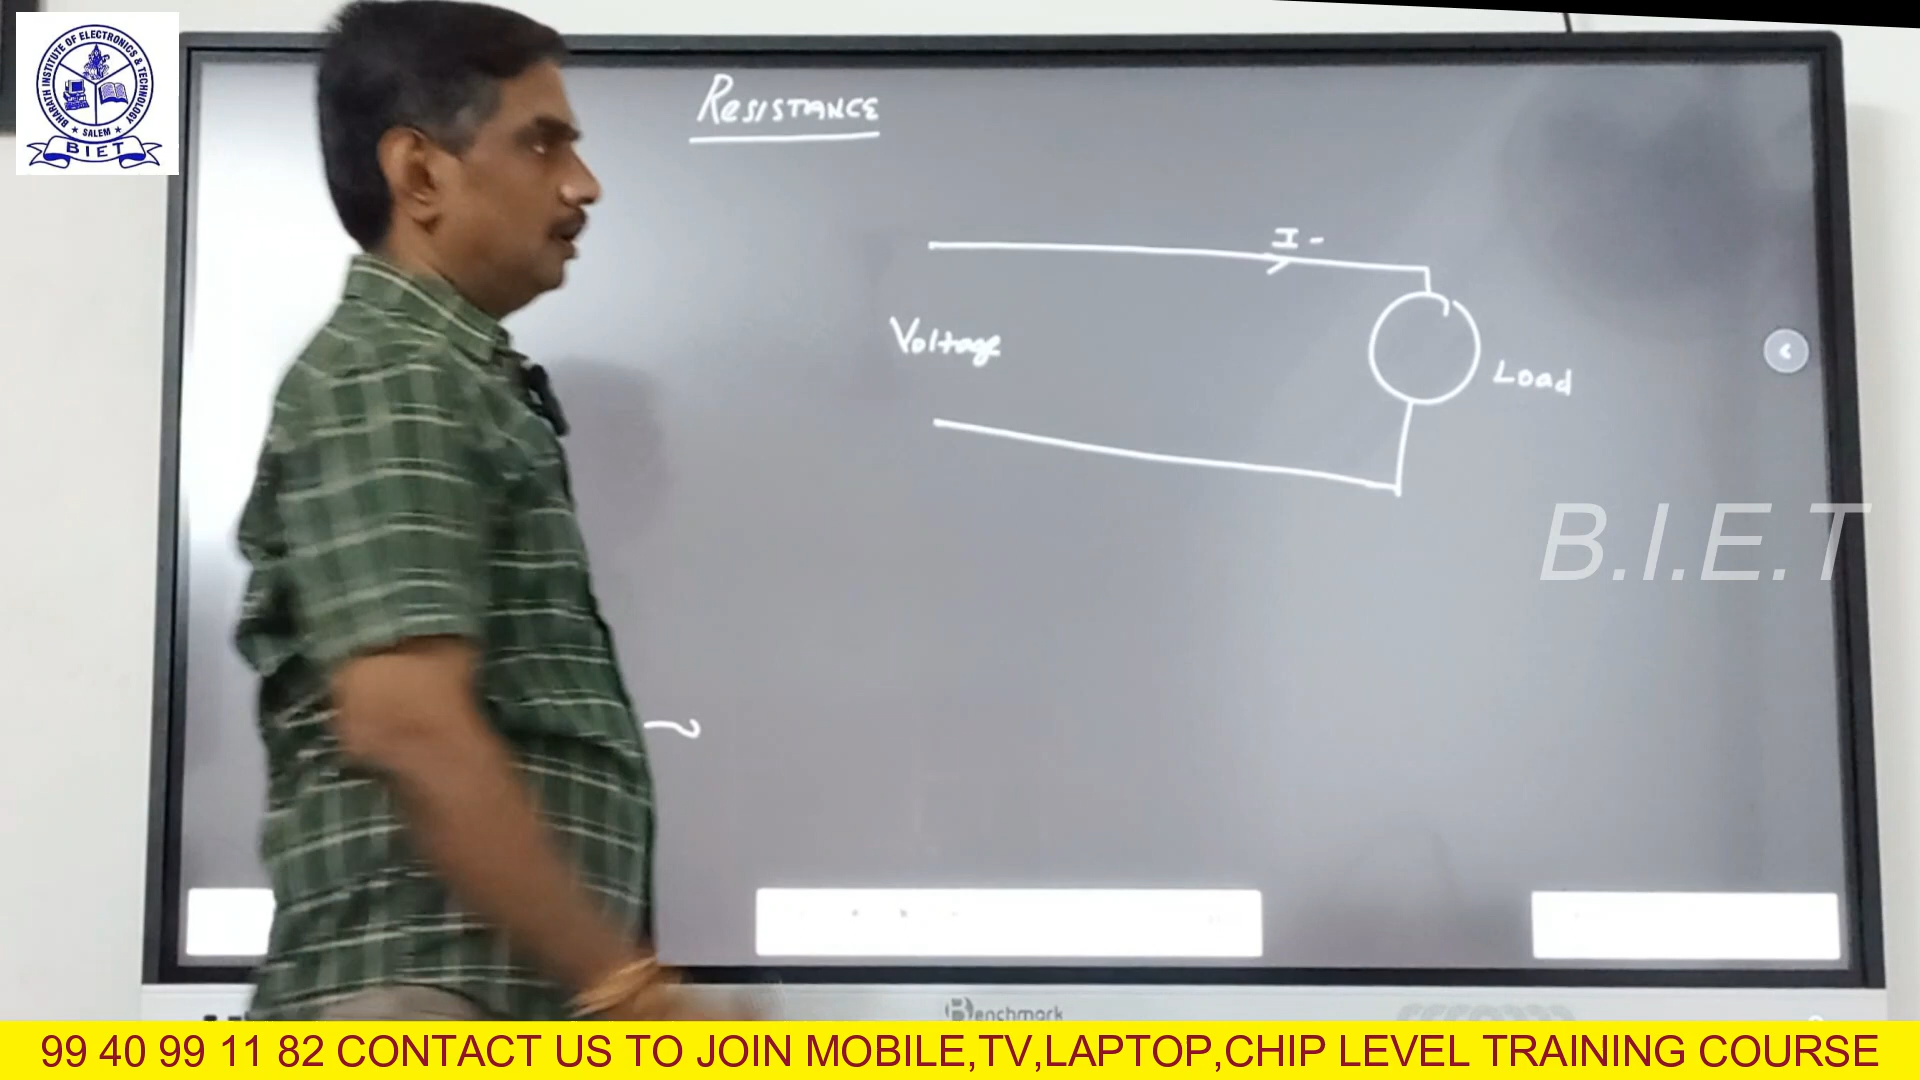 BHARATH INSTITUTE OF ELECTRONICS & TECHNOLOGY
★ SALEM ★
BIET
RESISTANCE
I -
Voltage
Load
B.I.E.T
Benchmark
99 40 99 11 82 CONTACT US TO JOIN MOBILE,TV,LAPTOP,CHIP LEVEL TRAINING COURSE